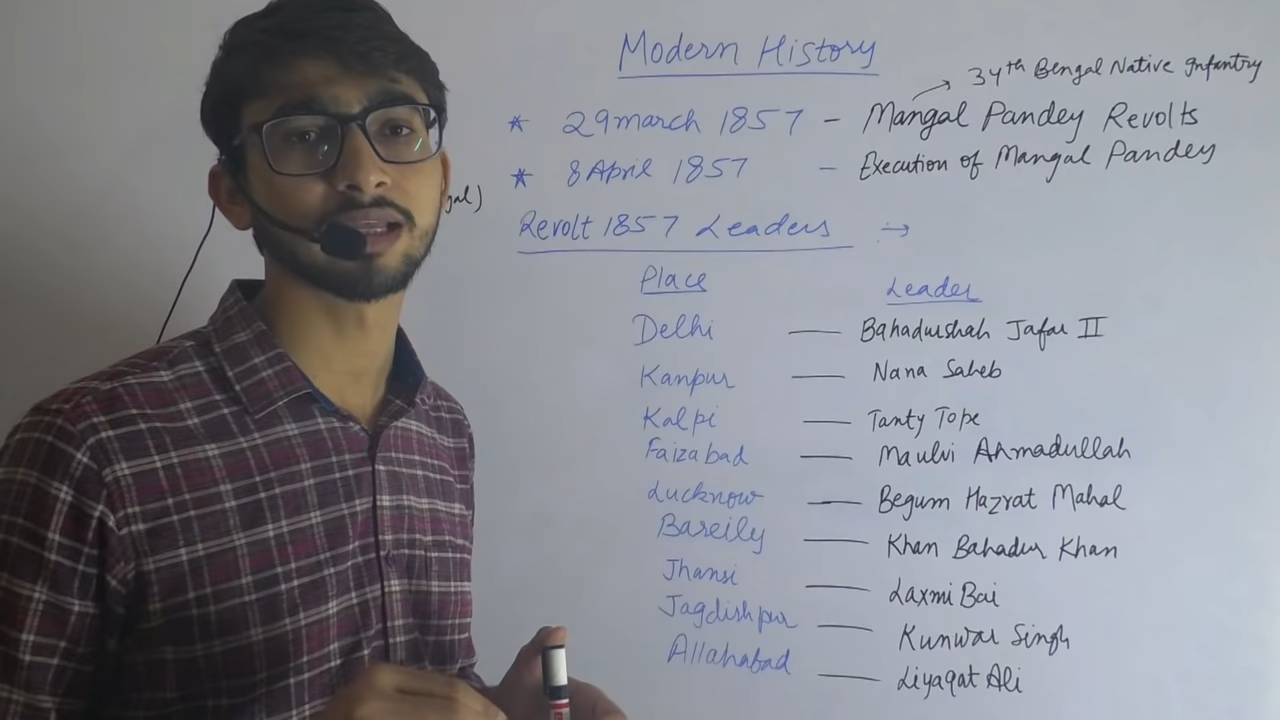 Modern History
34th Bengal Native Infantry
* 29 march 1857 - Mangal Pandey Revolts
* 8 April 1857 - Execution of Mangal Pandey
gal)
Revolt 1857 Leaders →
Place Leader
Delhi — Bahadurshah Jafar II
Kanpur — Nana Saheb
Kalpi — Tanty Tope
Faizabad — Maulvi Ahmadullah
Lucknow — Begum Hazrat Mahal
Bareily — Khan Bahadur Khan
Jhansi — Laxmi Bai
Jagdishpur — Kunwar Singh
Allahabad — Liyaqat Ali